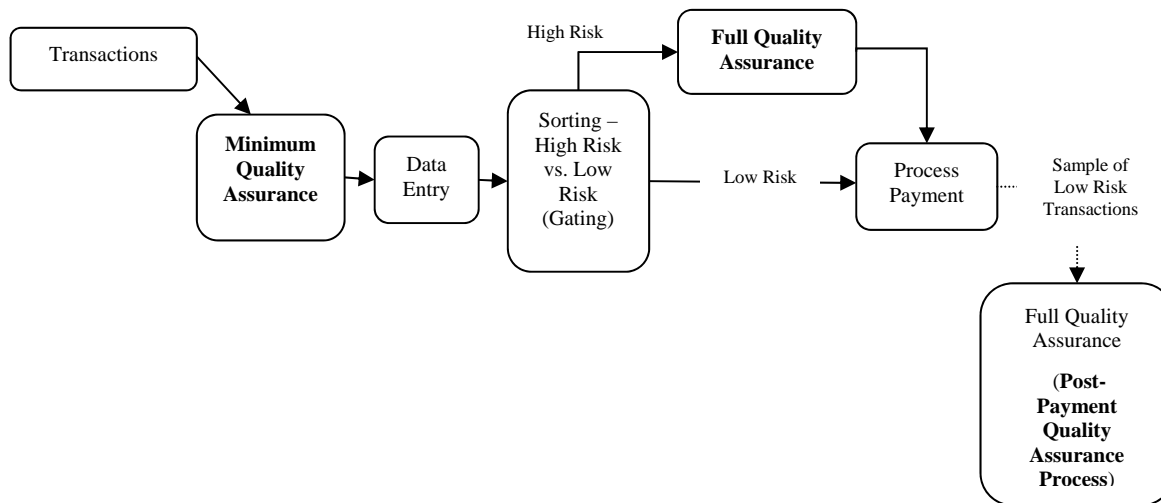 Transactions
Minimum
Quality
Assurance
Data
Entry
Sorting –
High Risk
vs. Low
Risk
(Gating)
High Risk
Full Quality
Assurance
Low Risk
Process
Payment
Sample of
Low Risk
Transactions
Full Quality
Assurance
(Post-
Payment
Quality
Assurance
Process)